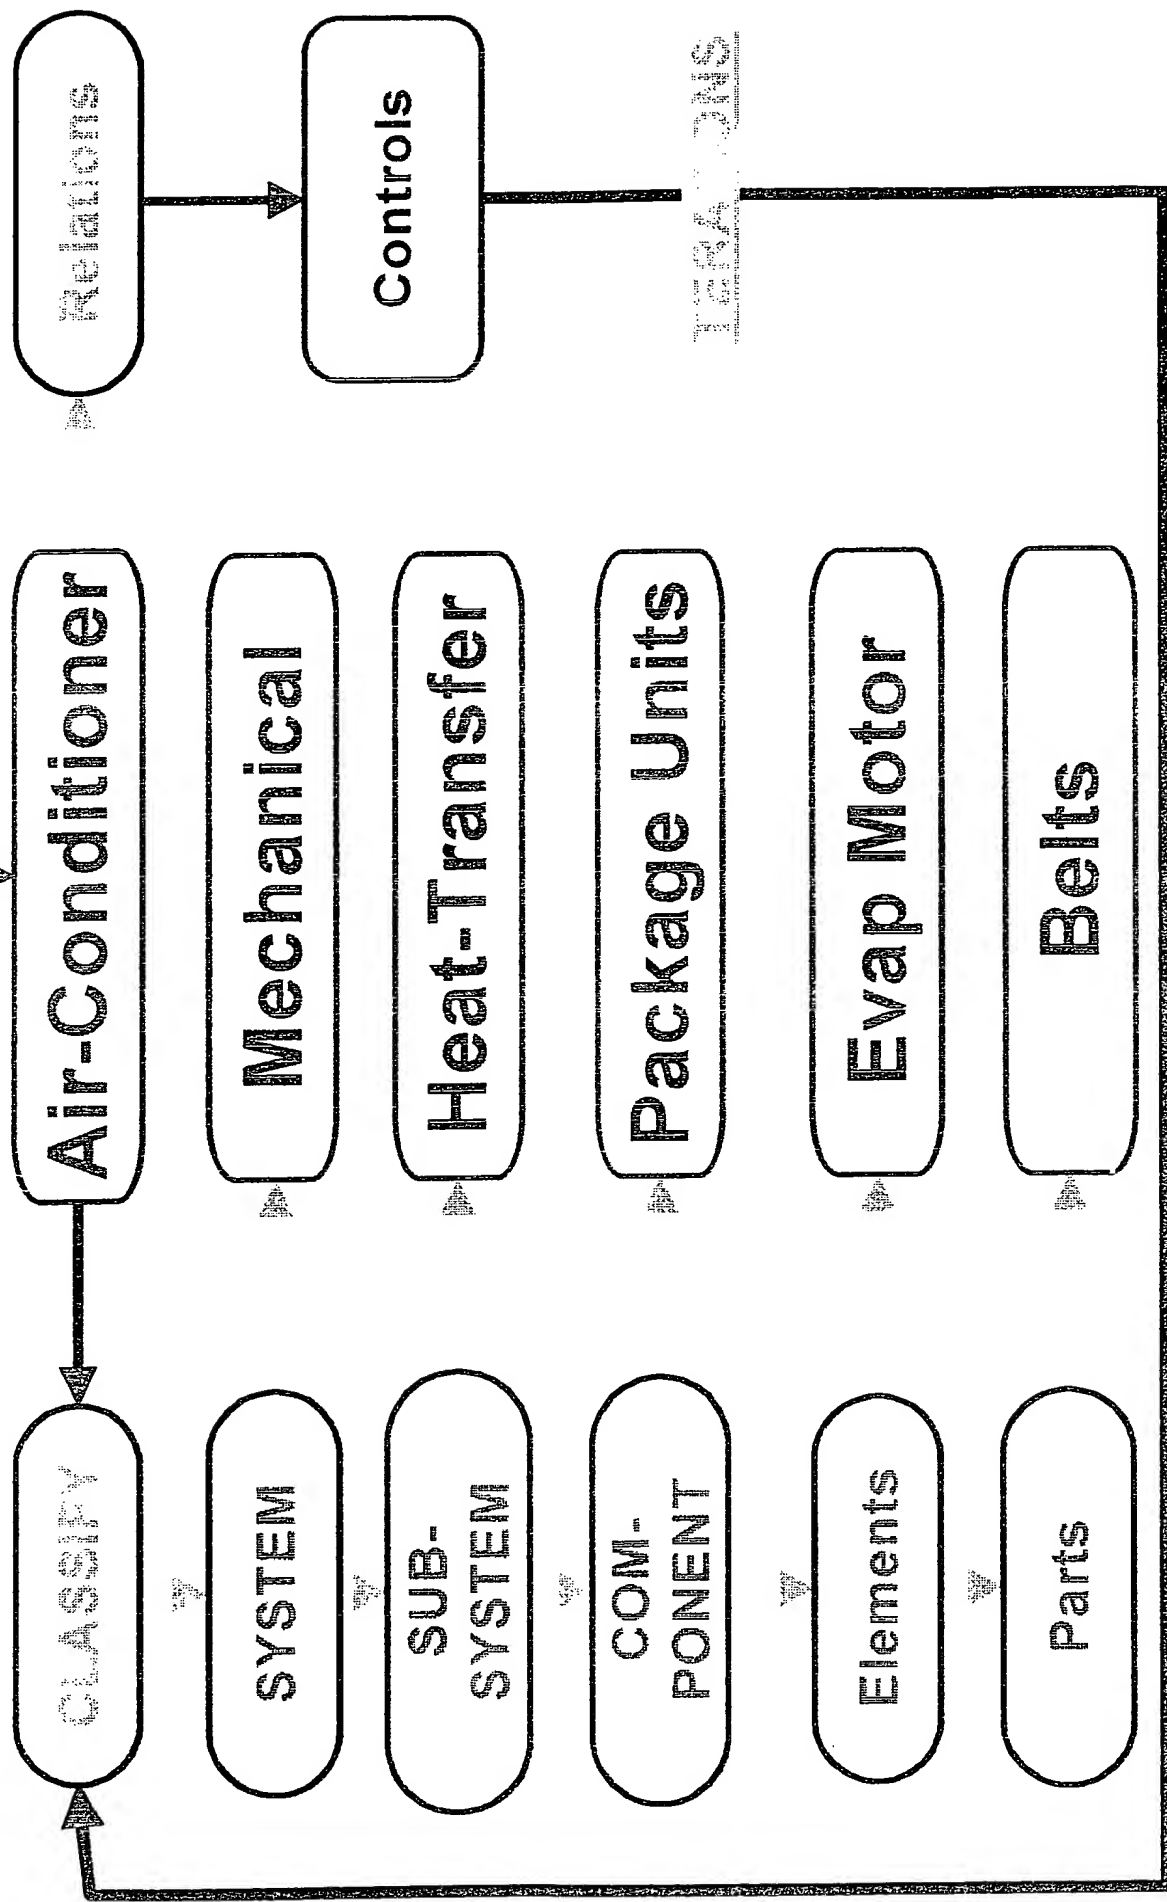 CLASSIFY
Air-Conditioner
Relations
SYSTEM
Mechanical
Controls
SUB-
SYSTEM
Heat-Transfer
COM-
PONENT
Package Units
Elements
Evap Motor
Parts
Belts